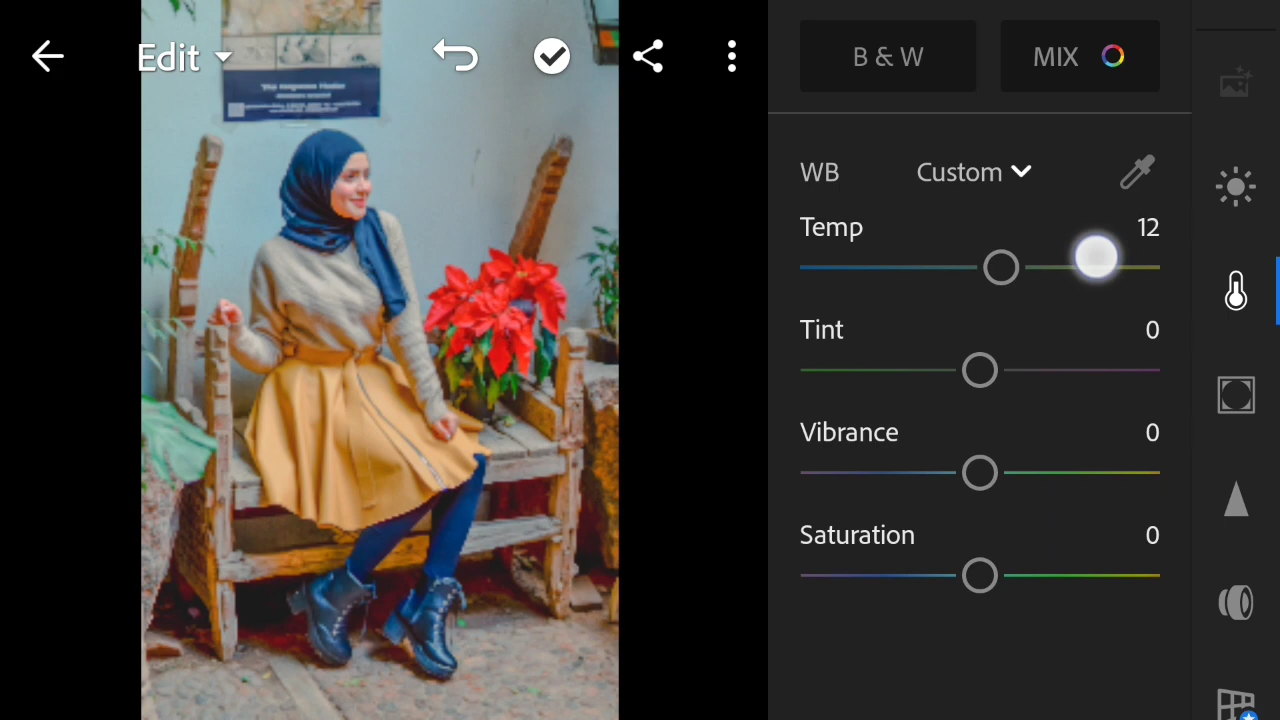 Edit
B & W
MIX
WB
Custom
Temp
12
Tint
0
Vibrance
0
Saturation
0